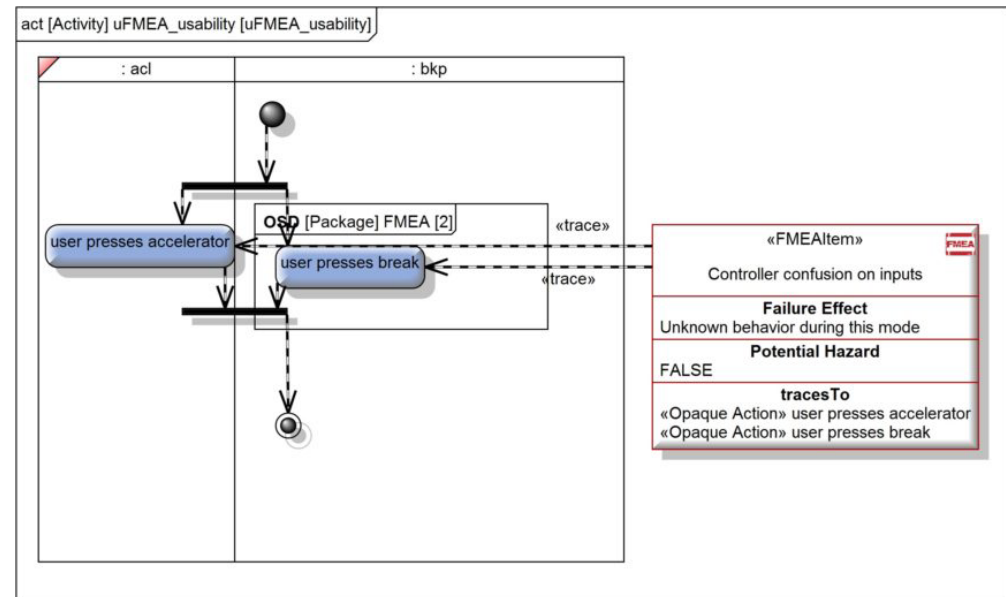 act [Activity] uFMEA_usability [uFMEA_usability]
: acl
: bkp
OSD [Package] FMEA [2]
user presses accelerator
user presses break
«trace»
«trace»
«FMEAItem»
FMEA
Controller confusion on inputs
Failure Effect
Unknown behavior during this mode
Potential Hazard
FALSE
tracesTo
«Opaque Action» user presses accelerator
«Opaque Action» user presses break